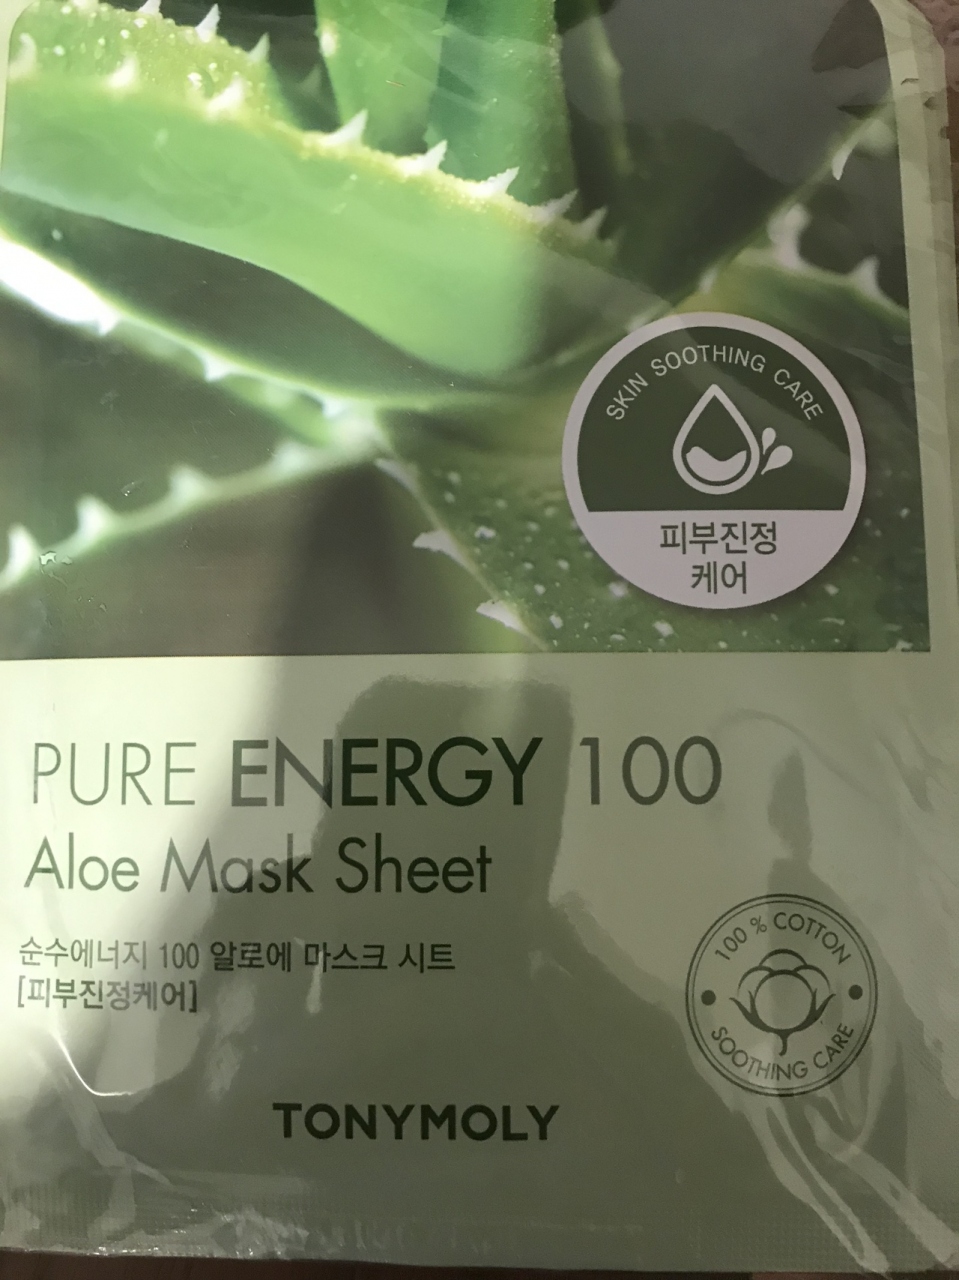 SKIN SOOTHING CARE
피부진정
케어
PURE ENERGY 100
Aloe Mask Sheet
순수에너지 100 알로에 마스크 시트
[피부진정케어]
100 % COTTON
SOOTHING CARE
TONYMOLY